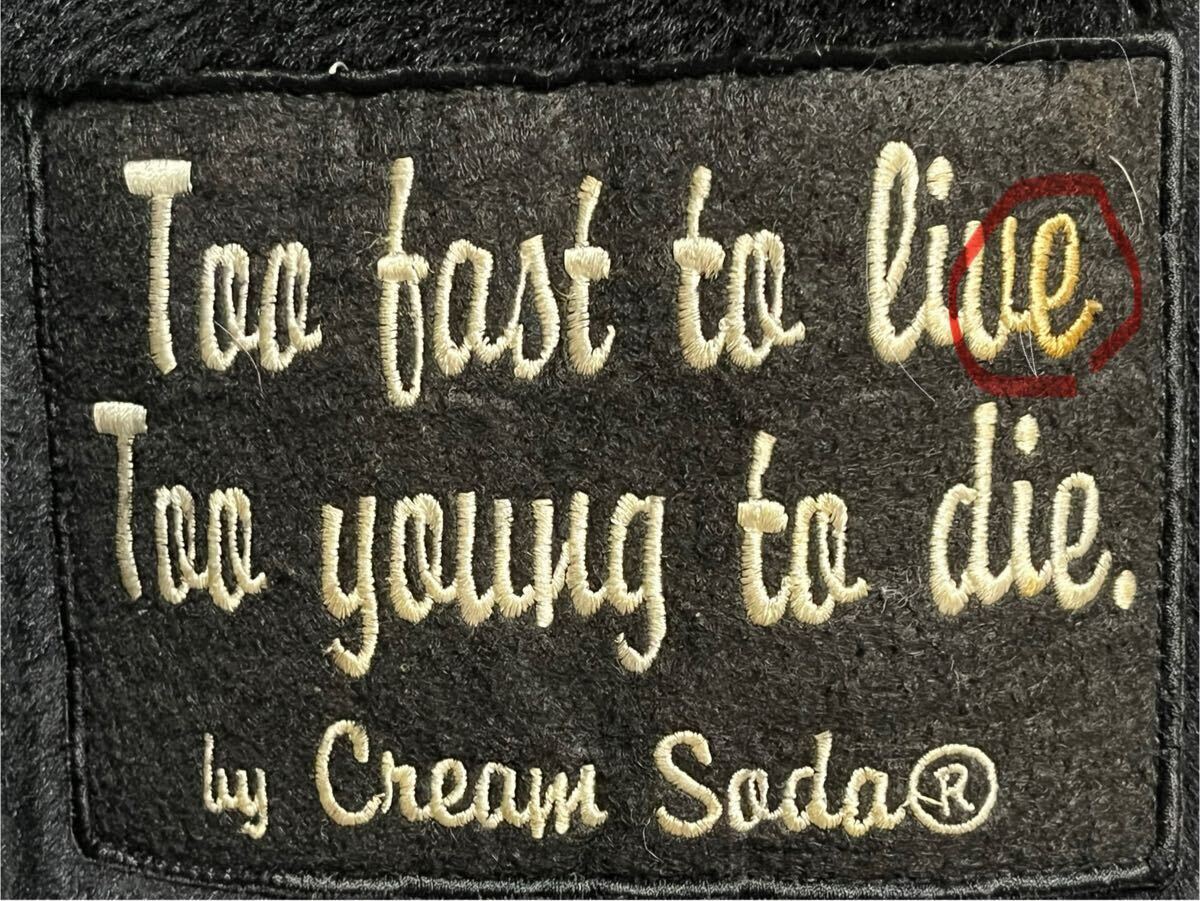 Too fast to live
Too young to die.
by Cream Soda®